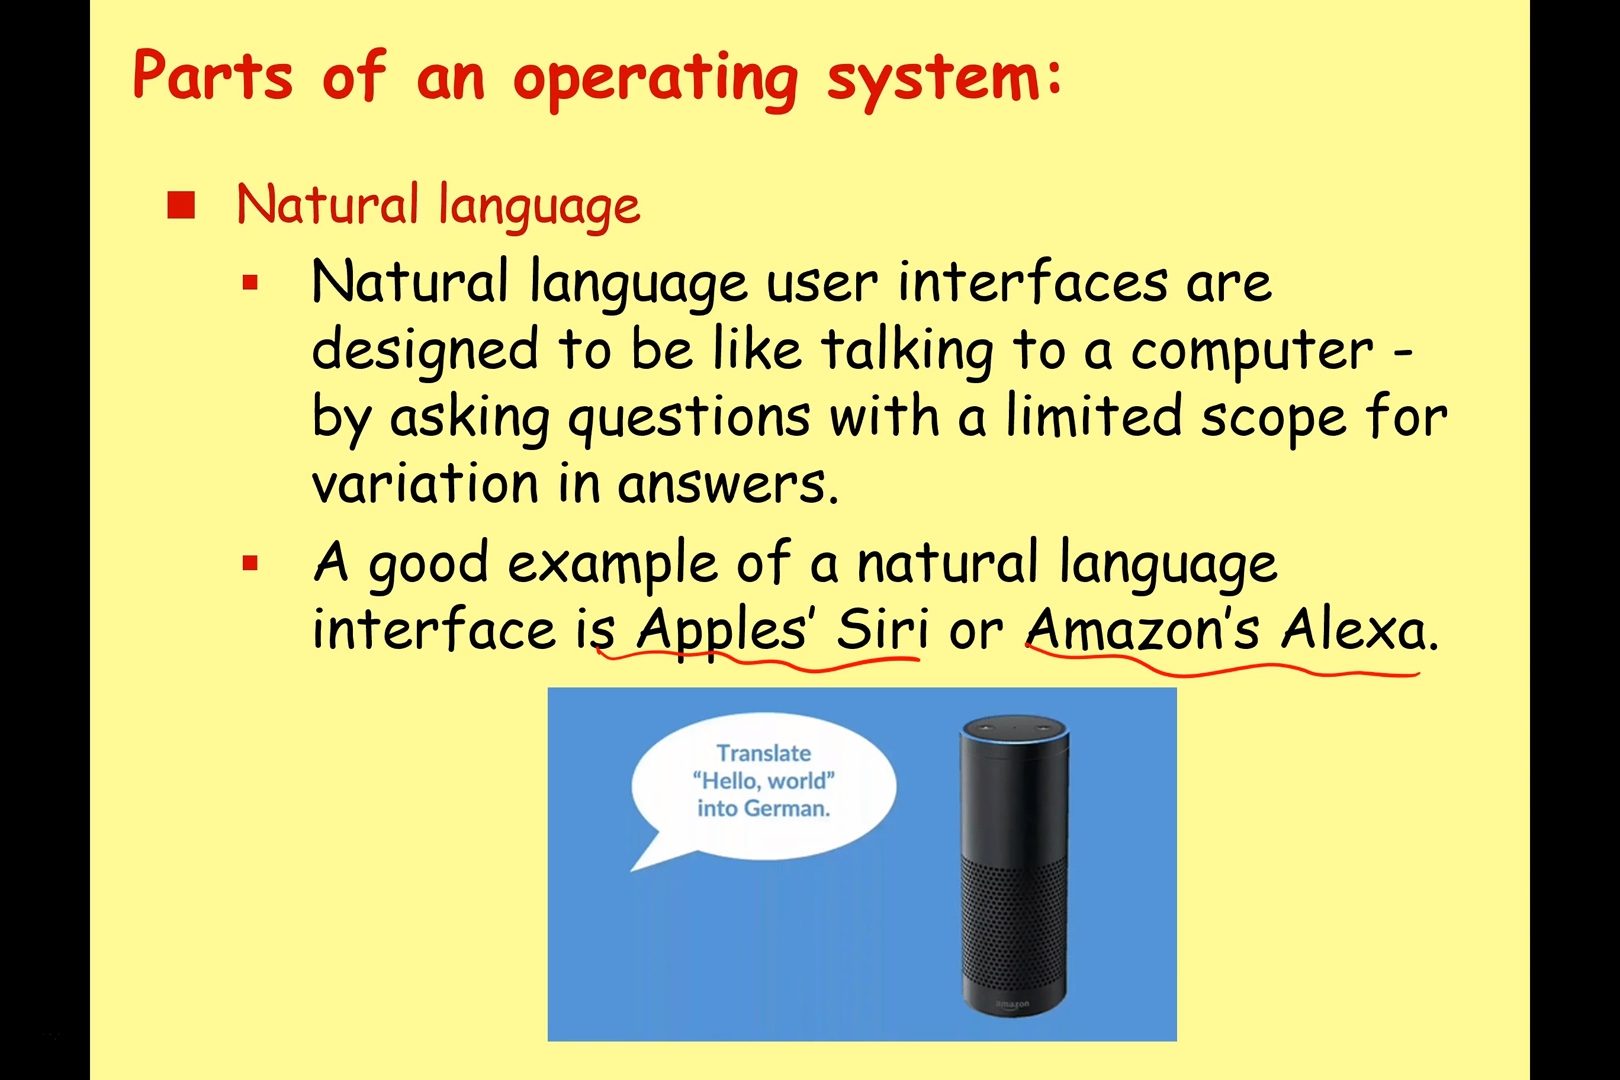 Parts of an operating system:
Natural language
Natural language user interfaces are
designed to be like talking to a computer -
by asking questions with a limited scope for
variation in answers.
A good example of a natural language
interface is Apples’ Siri or Amazon’s Alexa.
Translate
“Hello, world”
into German.
amazon